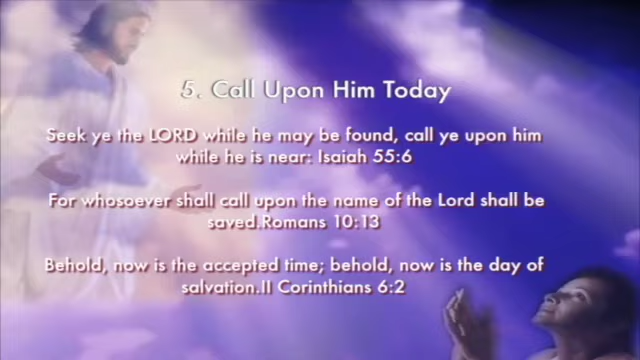 5. Call Upon Him Today
Seek ye the LORD while he may be found, call ye upon him
while he is near: Isaiah 55:6
For whosoever shall call upon the name of the Lord shall be
saved.Romans 10:13
Behold, now is the accepted time; behold, now is the day of
salvation.II Corinthians 6:2